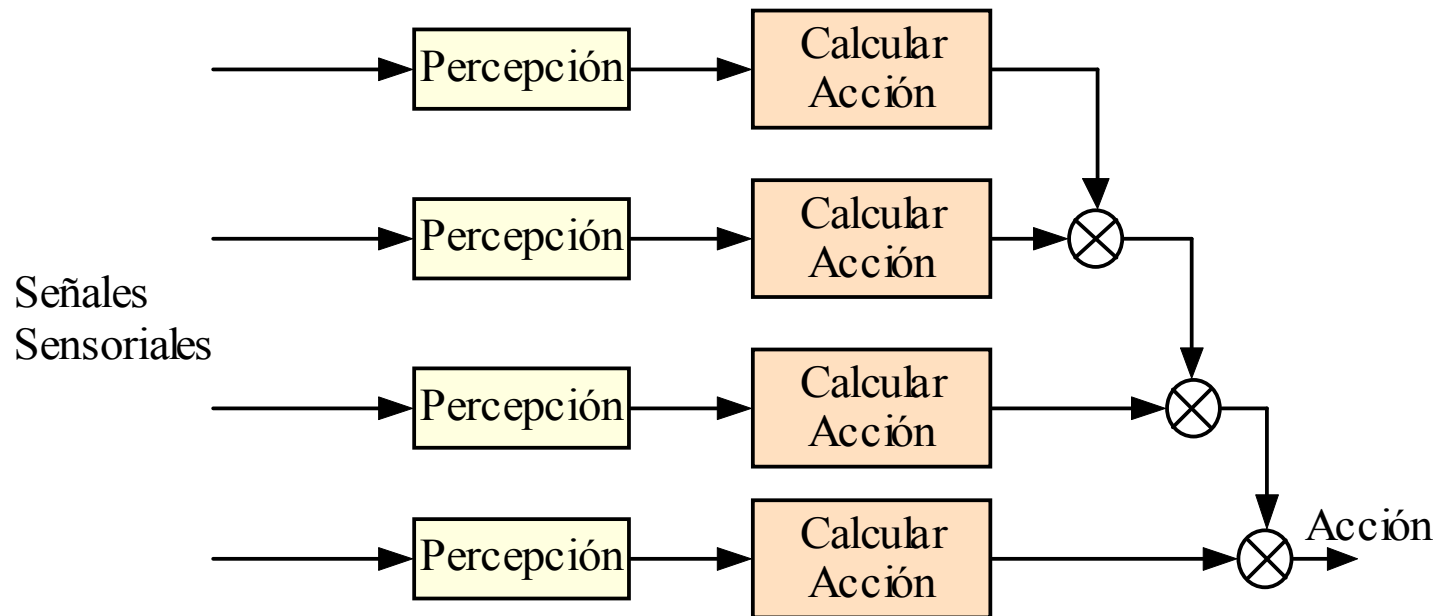 Percepción
Calcular
Acción
Percepción
Calcular
Acción
Señales
Sensoriales
Percepción
Calcular
Acción
Percepción
Calcular
Acción
Acción